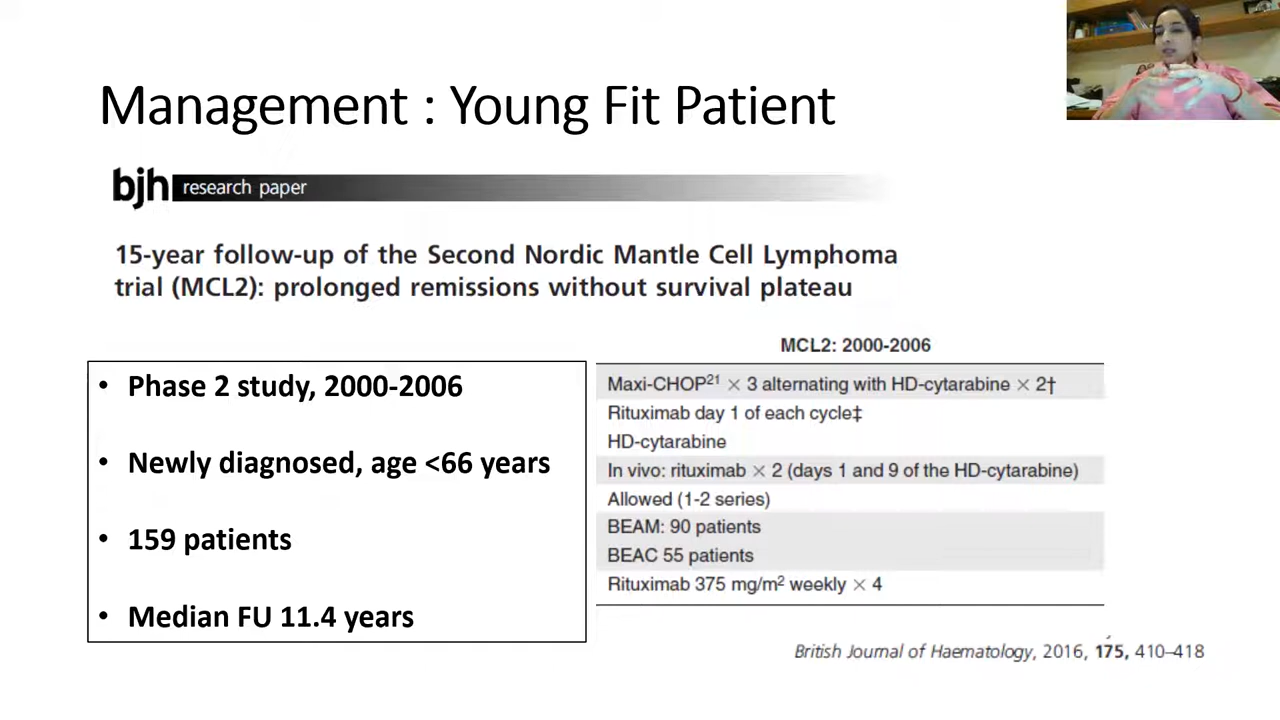 Management : Young Fit Patient
bjh research paper
15-year follow-up of the Second Nordic Mantle Cell Lymphoma
trial (MCL2): prolonged remissions without survival plateau
• Phase 2 study, 2000-2006
• Newly diagnosed, age <66 years
• 159 patients
• Median FU 11.4 years
MCL2: 2000-2006
Maxi-CHOP²¹ × 3 alternating with HD-cytarabine × 2†
Rituximab day 1 of each cycle‡
HD-cytarabine
In vivo: rituximab × 2 (days 1 and 9 of the HD-cytarabine)
Allowed (1-2 series)
BEAM: 90 patients
BEAC 55 patients
Rituximab 375 mg/m² weekly × 4
British Journal of Haematology, 2016, 175, 410–418